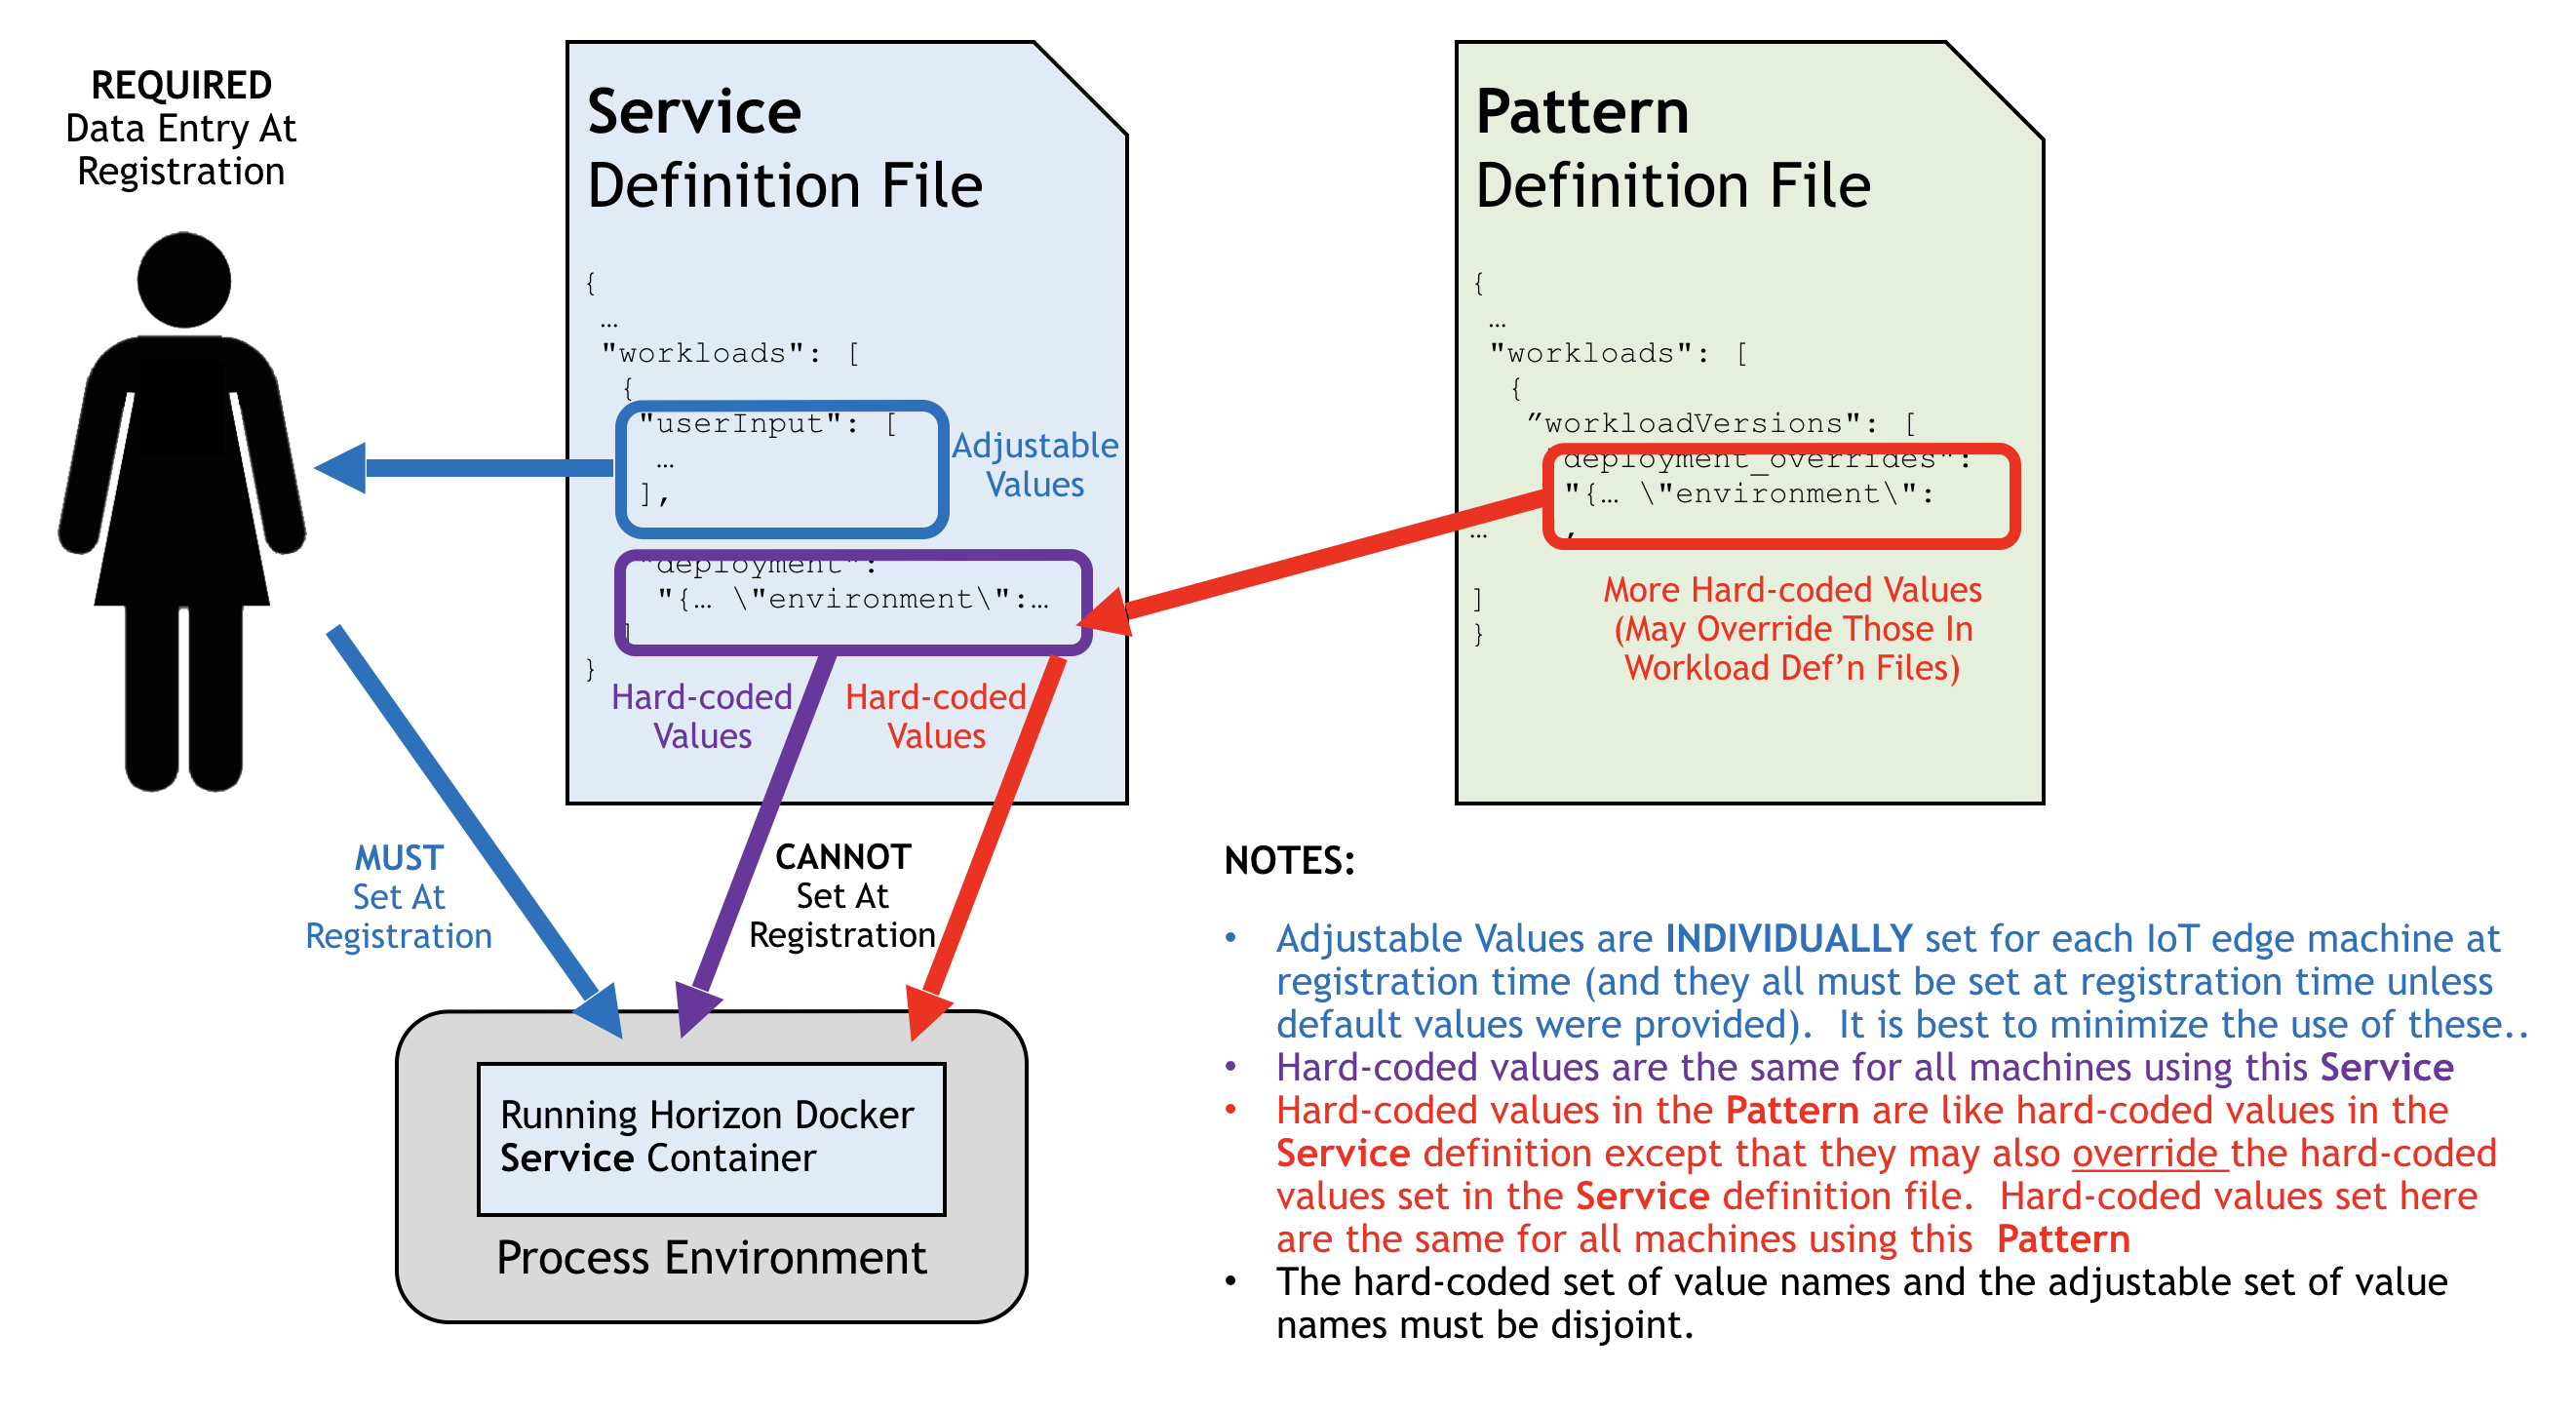 REQUIRED
Data Entry At
Registration
Service
Definition File
{
…
"workloads": [
{
"userInput": [
…
],
"deployment":
"{… \"environment\":…
]
}
Adjustable
Values
Hard-coded
Values
Hard-coded
Values
Pattern
Definition File
{
…
"workloads": [
{
”workloadVersions": [
"deployment_overrides":
"{… \"environment\":
… ,
]
}
More Hard-coded Values
(May Override Those In
Workload Def’n Files)
MUST
Set At
Registration
CANNOT
Set At
Registration
Running Horizon Docker
Service Container
Process Environment
NOTES:
• Adjustable Values are INDIVIDUALLY set for each IoT edge machine at
registration time (and they all must be set at registration time unless
default values were provided).  It is best to minimize the use of these..
• Hard-coded values are the same for all machines using this Service
• Hard-coded values in the Pattern are like hard-coded values in the
Service definition except that they may also override the hard-coded
values set in the Service definition file.  Hard-coded values set here
are the same for all machines using this  Pattern
• The hard-coded set of value names and the adjustable set of value
names must be disjoint.